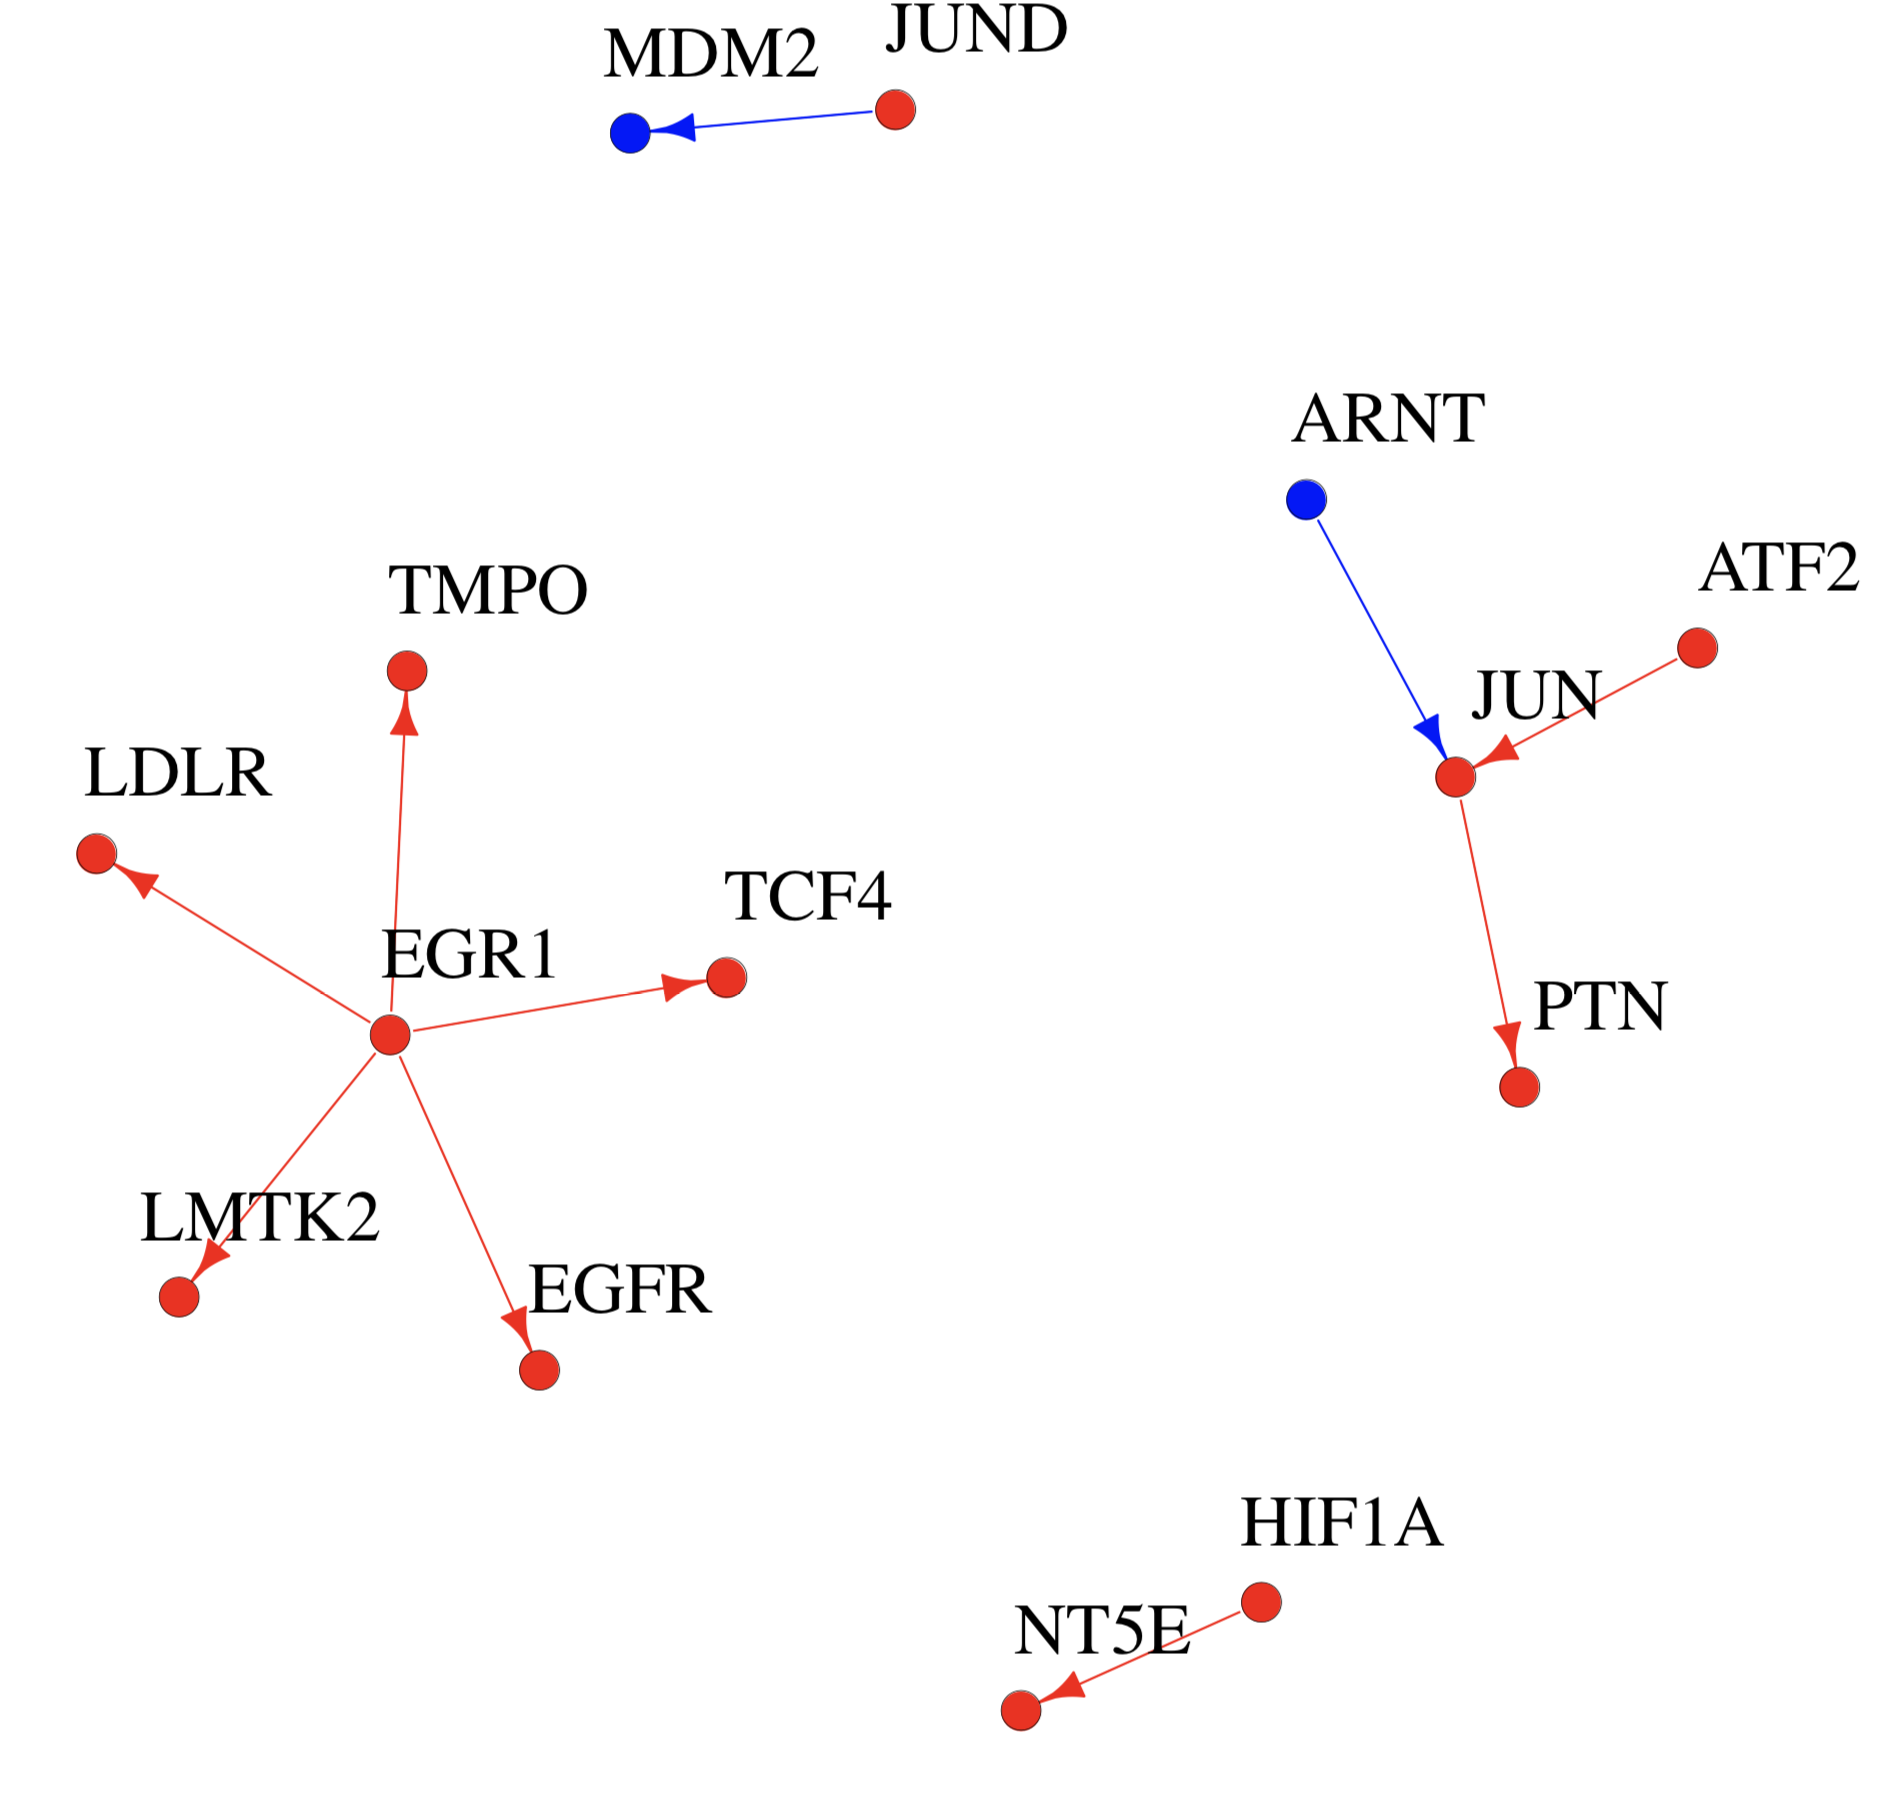 JUND
MDM2
ARNT
ATF2
TMPO
JUN
LDLR
TCF4
EGR1
PTN
LMTK2
EGFR
HIF1A
NT5E